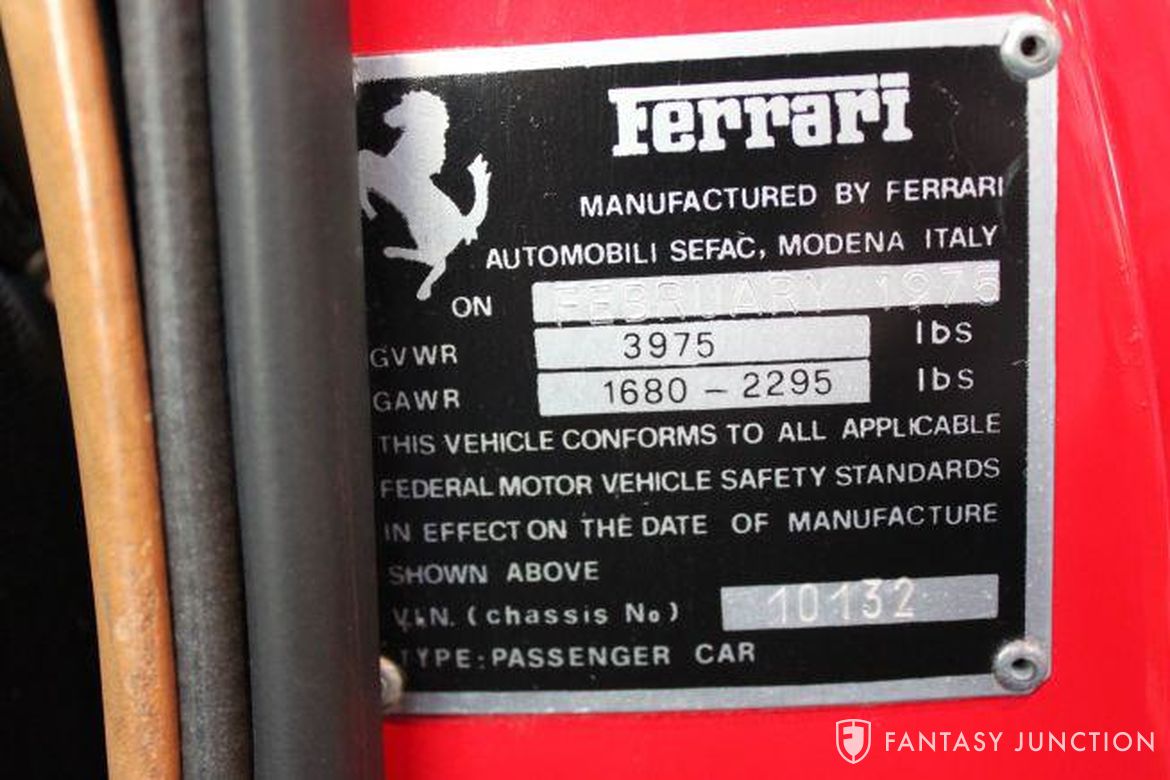 Ferrari
MANUFACTURED BY FERRARI
AUTOMOBILI SEFAC, MODENA ITALY
ON FEBRUARY 1975
GVWR 3975 lbs
GAWR 1680 – 2295 lbs
THIS VEHICLE CONFORMS TO ALL APPLICABLE
FEDERAL MOTOR VEHICLE SAFETY STANDARDS
IN EFFECT ON THE DATE OF MANUFACTURE
SHOWN ABOVE
V.I.N. (chassis No) 10132
TYPE: PASSENGER CAR
FANTASY JUNCTION